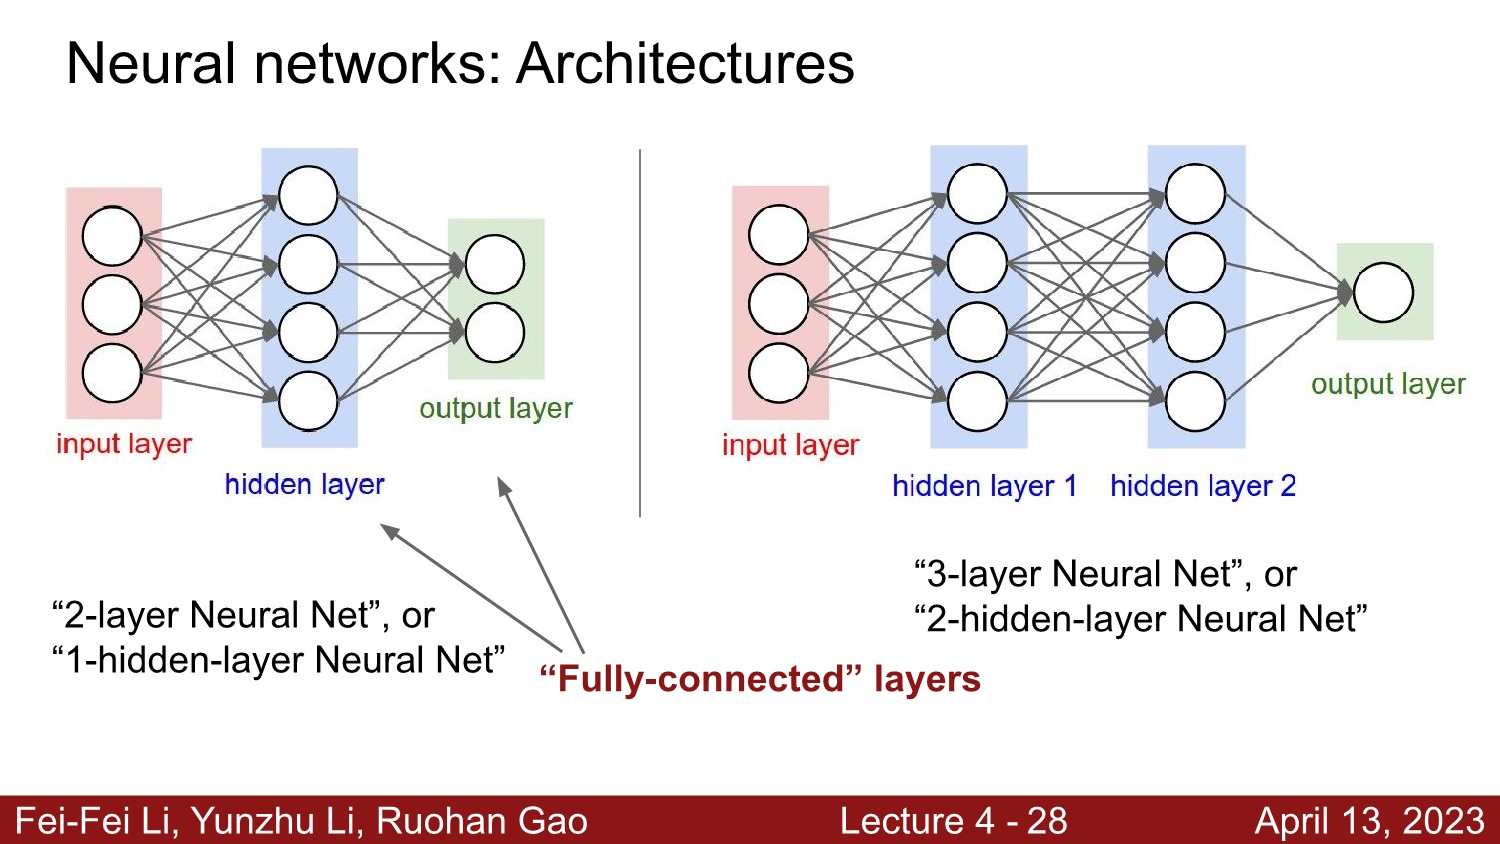 Neural networks: Architectures
input layer
hidden layer
output layer
input layer
hidden layer 1
hidden layer 2
output layer
“2-layer Neural Net”, or
“1-hidden-layer Neural Net”
“Fully-connected” layers
“3-layer Neural Net”, or
“2-hidden-layer Neural Net”
Fei-Fei Li, Yunzhu Li, Ruohan Gao
Lecture 4 - 28
April 13, 2023